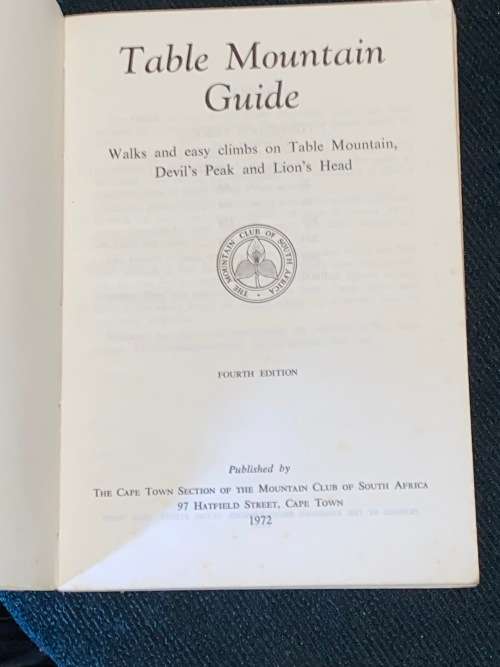 Table Mountain
Guide
Walks and easy climbs on Table Mountain,
Devil's Peak and Lion's Head
THE MOUNTAIN CLUB OF SOUTH AFRICA
FOURTH EDITION
Published by
THE CAPE TOWN SECTION OF THE MOUNTAIN CLUB OF SOUTH AFRICA
97 HATFIELD STREET, CAPE TOWN
1972